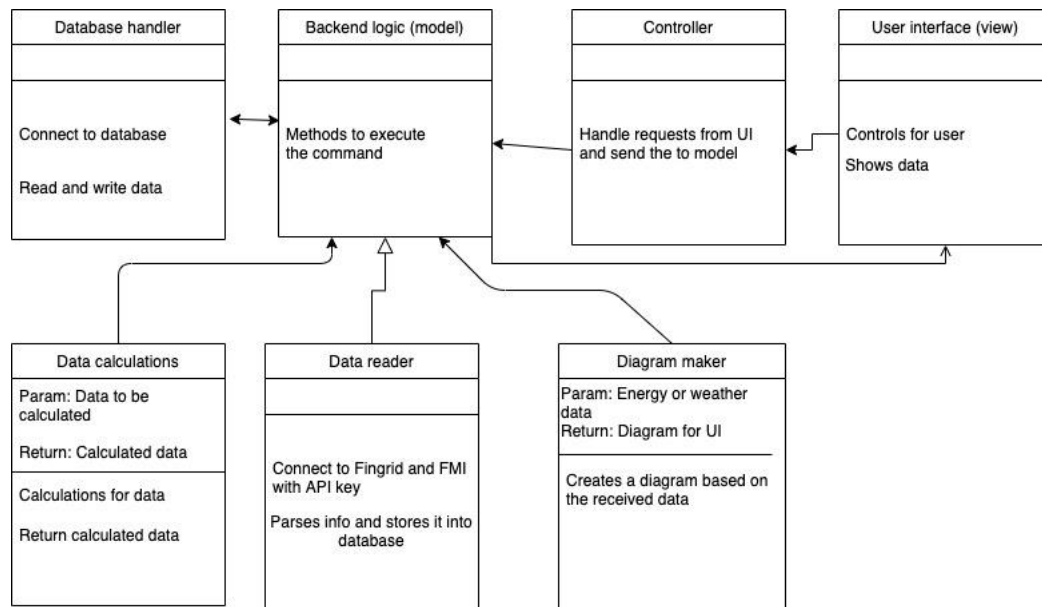 Database handler
Connect to database
Read and write data
Backend logic (model)
Methods to execute
the command
Controller
Handle requests from UI
and send the to model
User interface (view)
Controls for user
Shows data
Data calculations
Param: Data to be
calculated
Return: Calculated data
Calculations for data
Return calculated data
Data reader
Connect to Fingrid and FMI
with API key
Parses info and stores it into
database
Diagram maker
Param: Energy or weather
data
Return: Diagram for UI
Creates a diagram based on
the received data